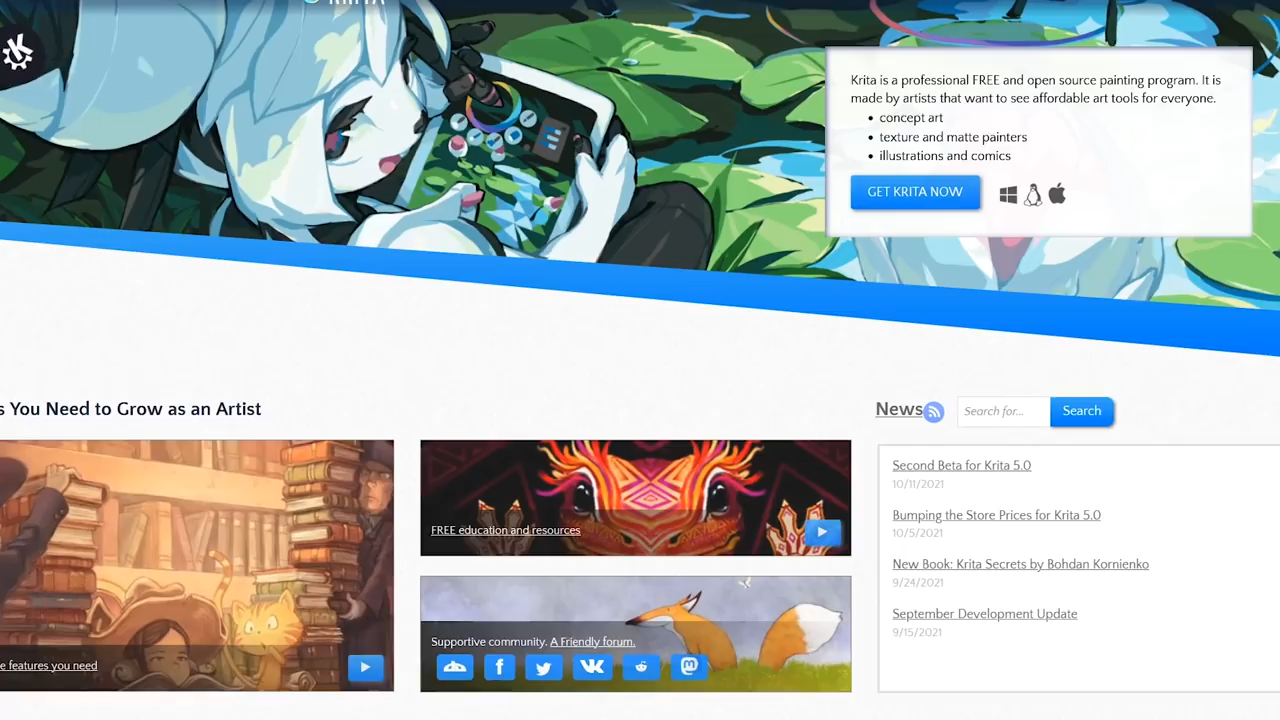 KRITA
Krita is a professional FREE and open source painting program. It is
made by artists that want to see affordable art tools for everyone.
concept art
texture and matte painters
illustrations and comics
GET KRITA NOW
s You Need to Grow as an Artist
News
Search for...
Search
e features you need
FREE education and resources
Supportive community. A Friendly forum.
Second Beta for Krita 5.0
10/11/2021
Bumping the Store Prices for Krita 5.0
10/5/2021
New Book: Krita Secrets by Bohdan Kornienko
9/24/2021
September Development Update
9/15/2021